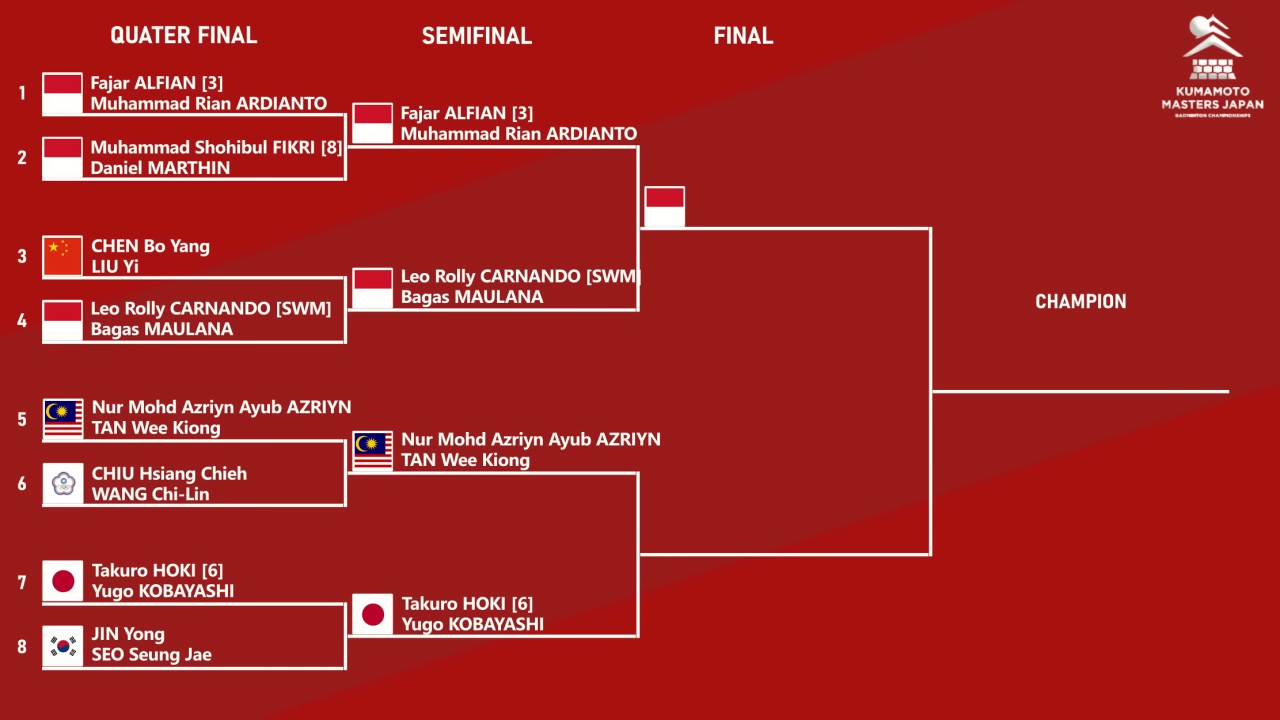 QUATER FINAL
SEMIFINAL
FINAL
KUMAMOTO
MASTERS JAPAN
BADMINTON CHAMPIONSHIPS
1
Fajar ALFIAN [3]
Muhammad Rian ARDIANTO
2
Muhammad Shohibul FIKRI [8]
Daniel MARTHIN
3
CHEN Bo Yang
LIU Yi
4
Leo Rolly CARNANDO [SWM]
Bagas MAULANA
5
Nur Mohd Azriyn Ayub AZRIYN
TAN Wee Kiong
6
CHIU Hsiang Chieh
WANG Chi-Lin
7
Takuro HOKI [6]
Yugo KOBAYASHI
8
JIN Yong
SEO Seung Jae
Fajar ALFIAN [3]
Muhammad Rian ARDIANTO
Leo Rolly CARNANDO [SWM]
Bagas MAULANA
Nur Mohd Azriyn Ayub AZRIYN
TAN Wee Kiong
Takuro HOKI [6]
Yugo KOBAYASHI
CHAMPION